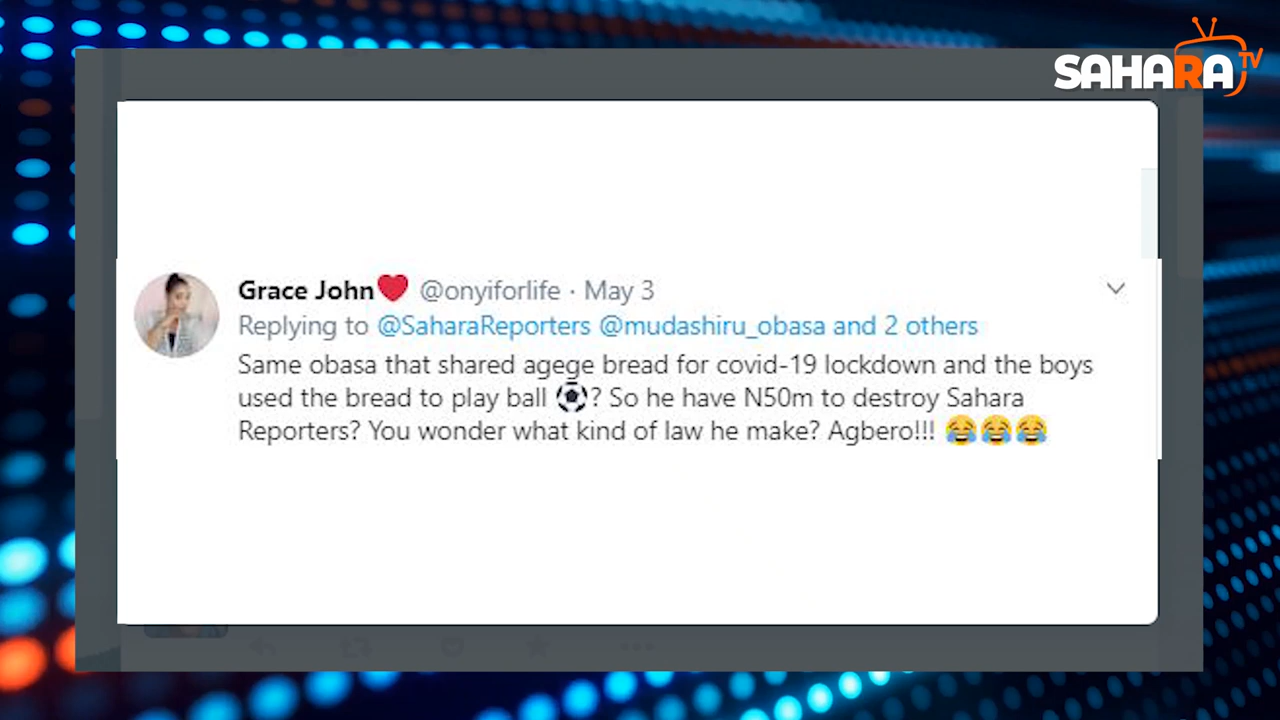 SAHARA TV
Grace John❤️ @onyiforlife · May 3
Replying to @SaharaReporters @mudashiru_obasa and 2 others
Same obasa that shared agege bread for covid-19 lockdown and the boys
used the bread to play ball ⚽? So he have N50m to destroy Sahara
Reporters? You wonder what kind of law he make? Agbero!!! 😂😂😂